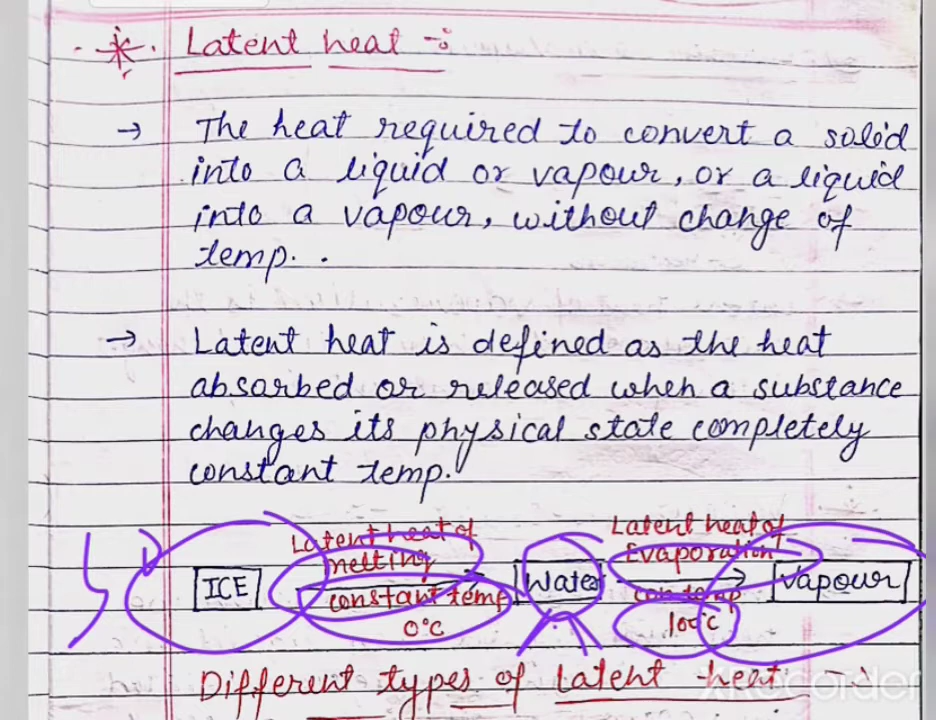 * Latent heat -:
→ The heat required to convert a solid
into a liquid or vapour, or a liquid
into a vapour, without change of
temp. .
→ Latent heat is defined as the heat
absorbed or released when a substance
changes its physical state completely
constant temp.
Latent heat of
melting
ICE
constant temp
0°C
Water
Latent heat of
Evaporation
con temp
100°C
Vapour
Different types of latent heat -:
XRecorder